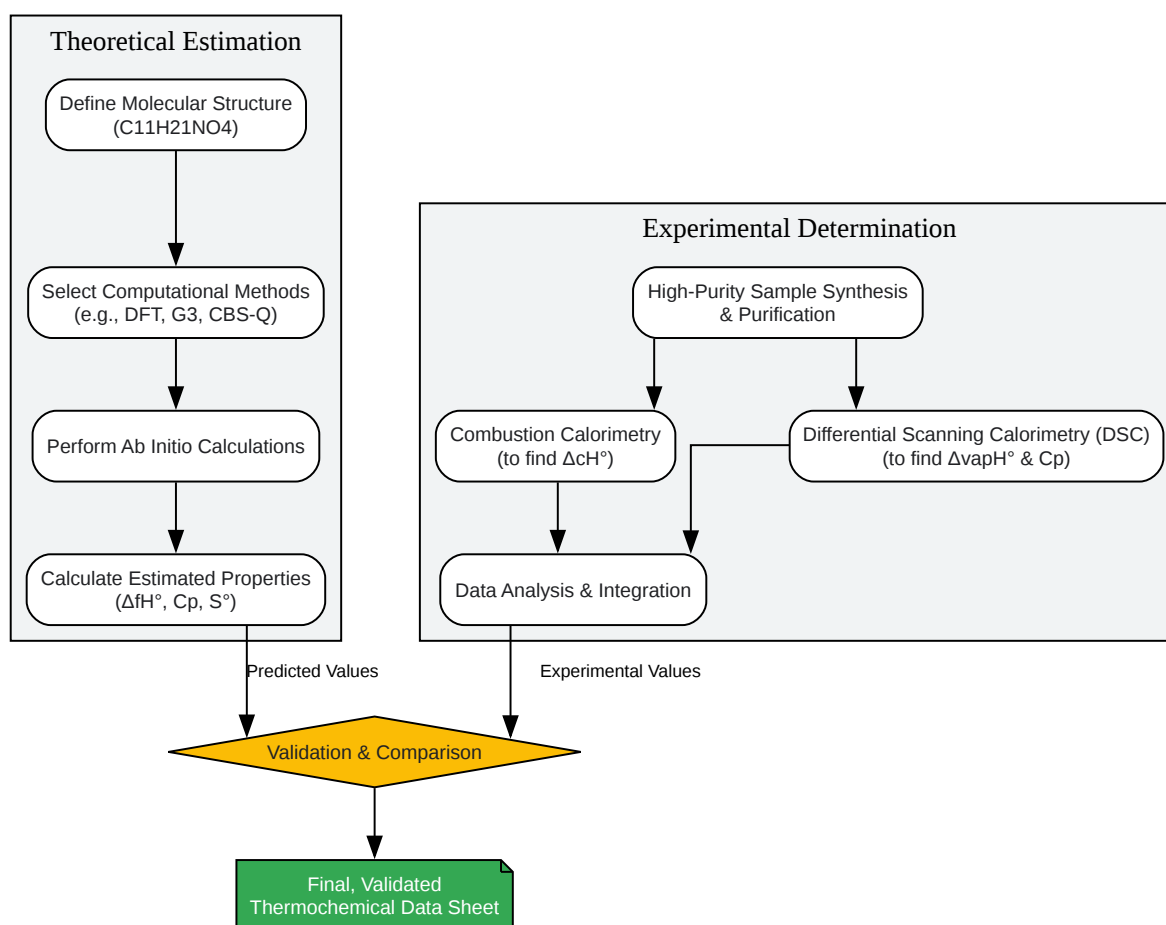 Theoretical Estimation
Define Molecular Structure
(C11H21NO4)
Select Computational Methods
(e.g., DFT, G3, CBS-Q)
Perform Ab Initio Calculations
Calculate Estimated Properties
(ΔfH°, Cp, S°)
Experimental Determination
High-Purity Sample Synthesis
& Purification
Combustion Calorimetry
(to find ΔcH°)
Differential Scanning Calorimetry (DSC)
(to find ΔvapH° & Cp)
Data Analysis & Integration
Predicted Values
Experimental Values
Validation & Comparison
Final, Validated
Thermochemical Data Sheet